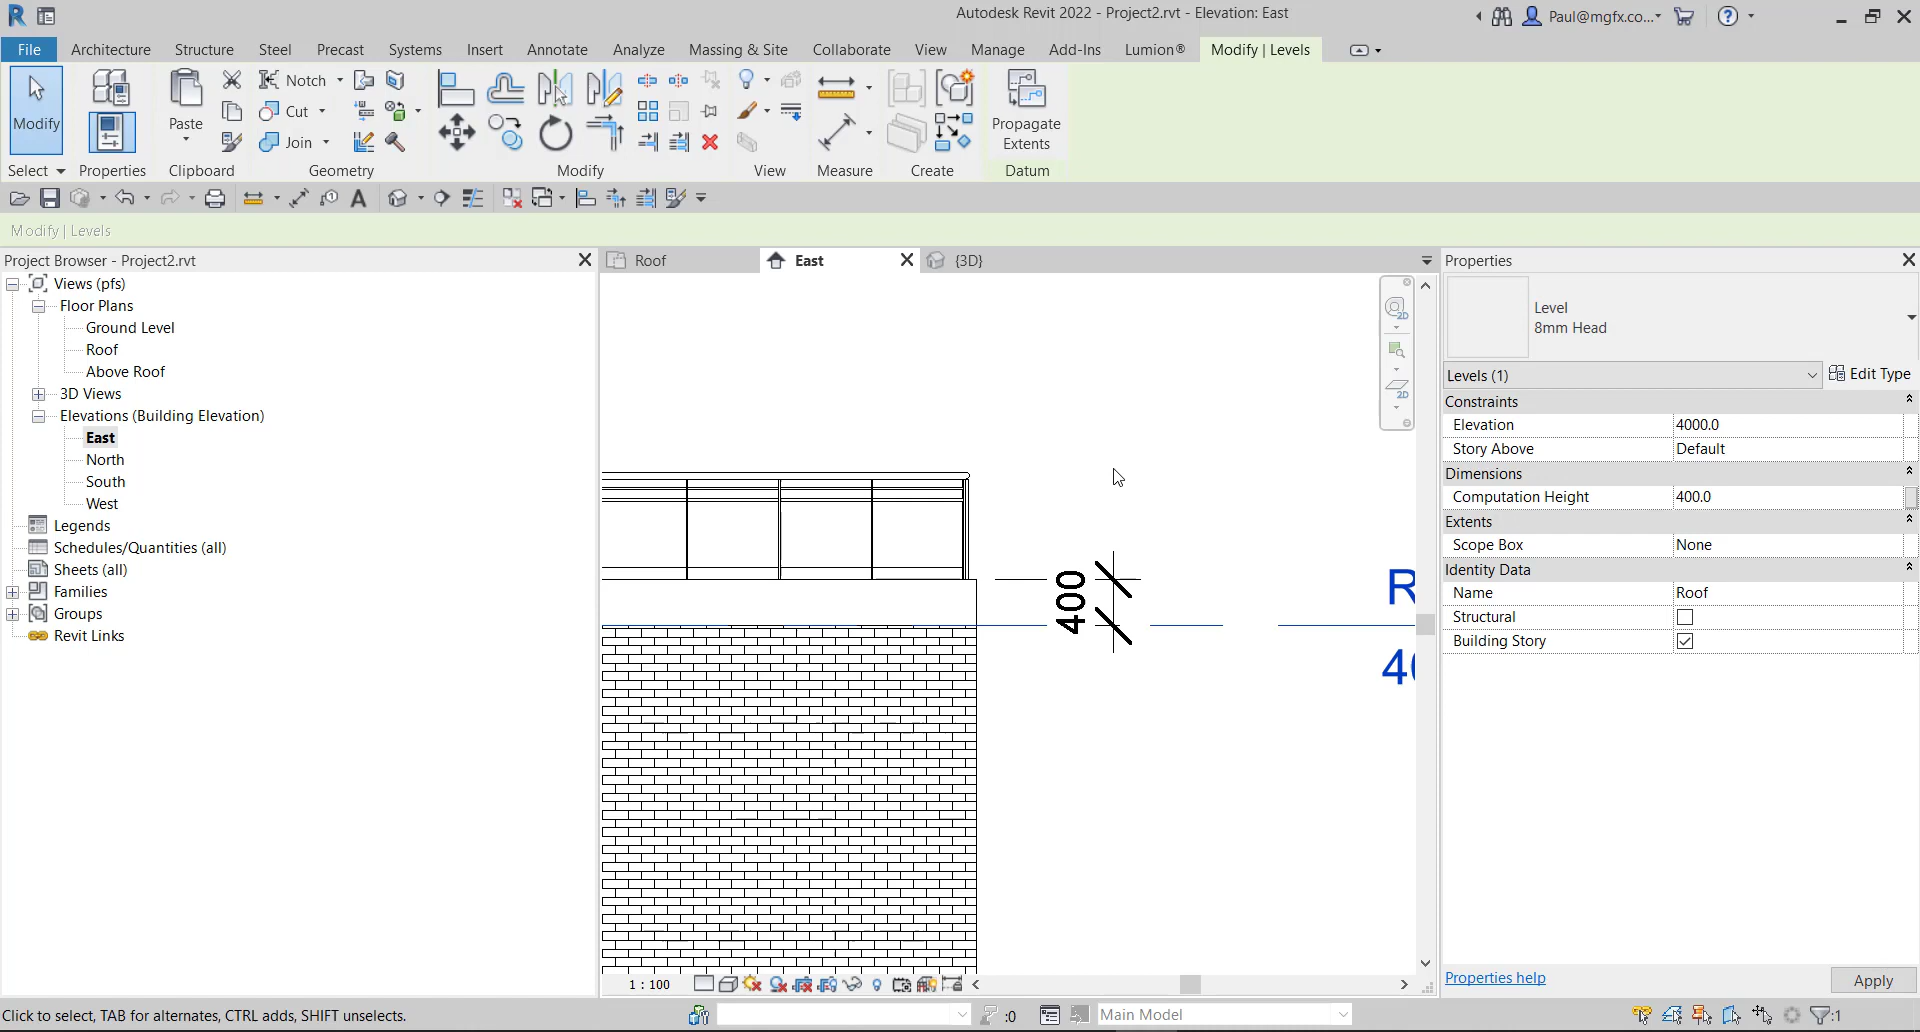 Autodesk Revit 2022 - Project2.rvt - Elevation: East
Paul@mgfx.co...
File
Architecture
Structure
Steel
Precast
Systems
Insert
Annotate
Analyze
Massing & Site
Collaborate
View
Manage
Add-Ins
Lumion®
Modify | Levels
Modify
Paste
Notch
Cut
Join
Propagate
Extents
Select
Properties
Clipboard
Geometry
Modify
View
Measure
Create
Datum
Modify | Levels
Project Browser - Project2.rvt
Views (pfs)
Floor Plans
Ground Level
Roof
Above Roof
3D Views
Elevations (Building Elevation)
East
North
South
West
Legends
Schedules/Quantities (all)
Sheets (all)
Families
Groups
Revit Links
Roof
East
{3D}
2D
2D
400
R
40
1 : 100
Properties
Level
8mm Head
Levels (1)
Edit Type
Constraints
Elevation 4000.0
Story Above Default
Dimensions
Computation Height 400.0
Extents
Scope Box None
Identity Data
Name Roof
Structural
Building Story
Properties help
Apply
Click to select, TAB for alternates, CTRL adds, SHIFT unselects.
:0
Main Model
:1